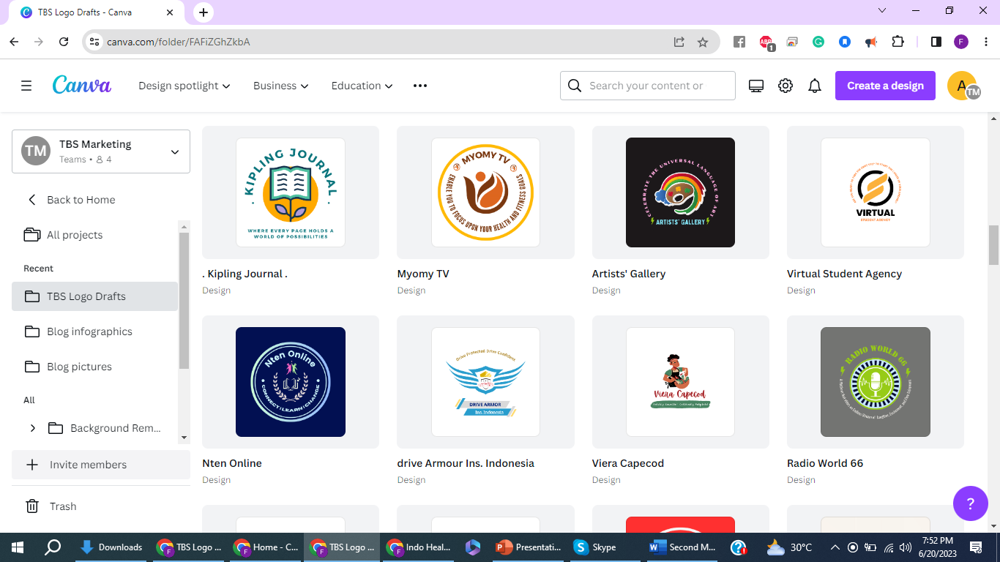 TBS Logo Drafts - Canva
canva.com/folder/FAFiZGhZkbA
ABP
1
F
Canva
Design spotlight
Business
Education
Search your content or
Create a design
A
TM
TM
TBS Marketing
Teams • 4
Back to Home
All projects
Recent
TBS Logo Drafts
Blog infographics
Blog pictures
All
Background Rem...
Invite members
Trash
· KIPLING JOURNAL ·
WHERE EVERY PAGE HOLDS A
WORLD OF POSSIBILITIES
. Kipling Journal .
Design
MYOMY TV
ENABLE YOU TO FOCUS UPON YOUR HEALTH AND FITNESS GOALS
Myomy TV
Design
CELEBRATE THE UNIVERSAL LANGUAGE OF ART
ARTISTS' GALLERY
Artists' Gallery
Design
VIRTUAL
STUDENT AGENCY
Virtual Student Agency
Design
Nten Online
CONNECT|LEARN|CHANGE
Nten Online
Design
Drive Protected Drive Confident
DRIVE ARMOR
Ins. Indonesia
drive Armour Ins. Indonesia
Design
Viera Capecod
Viera Capecod
Design
RADIO WORLD 66
Radio World 66
Design
?
Downloads
TBS Logo ...
Home - C...
TBS Logo ...
Indo Heal...
Presentati...
Skype
Second M...
30°C
7:52 PM
6/20/2023